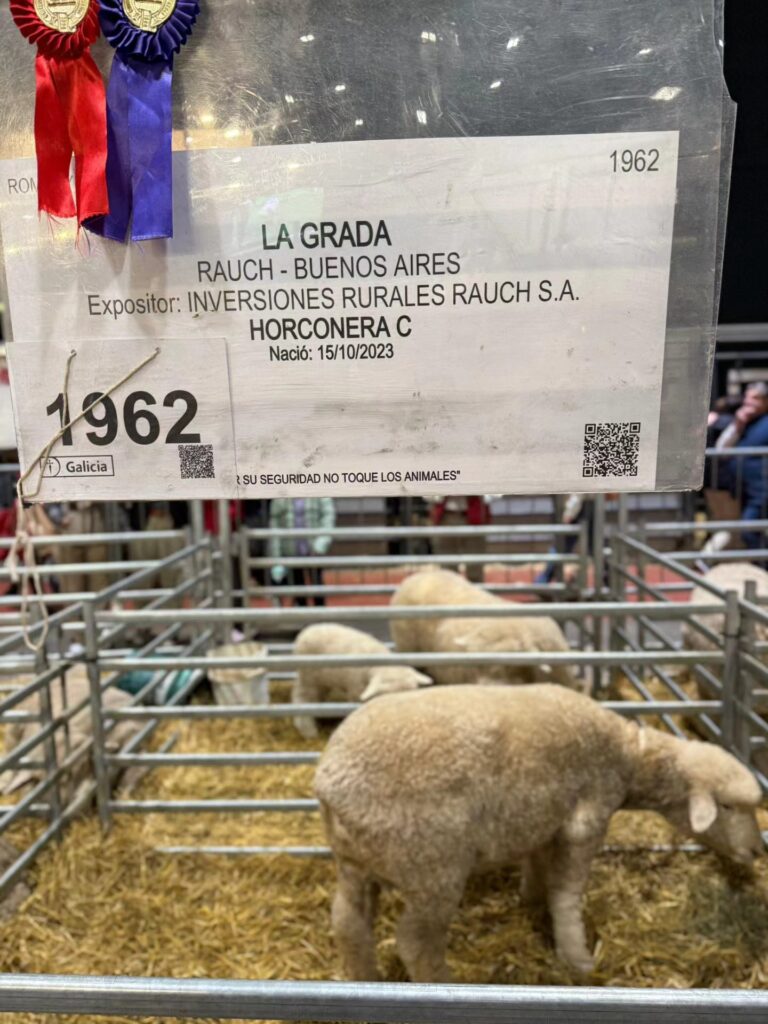 1962
LA GRADA
RAUCH - BUENOS AIRES
Expositor: INVERSIONES RURALES RAUCH S.A.
HORCONERA C
Nació: 15/10/2023
1962
Galicia
SU SEGURIDAD NO TOQUE LOS ANIMALES"